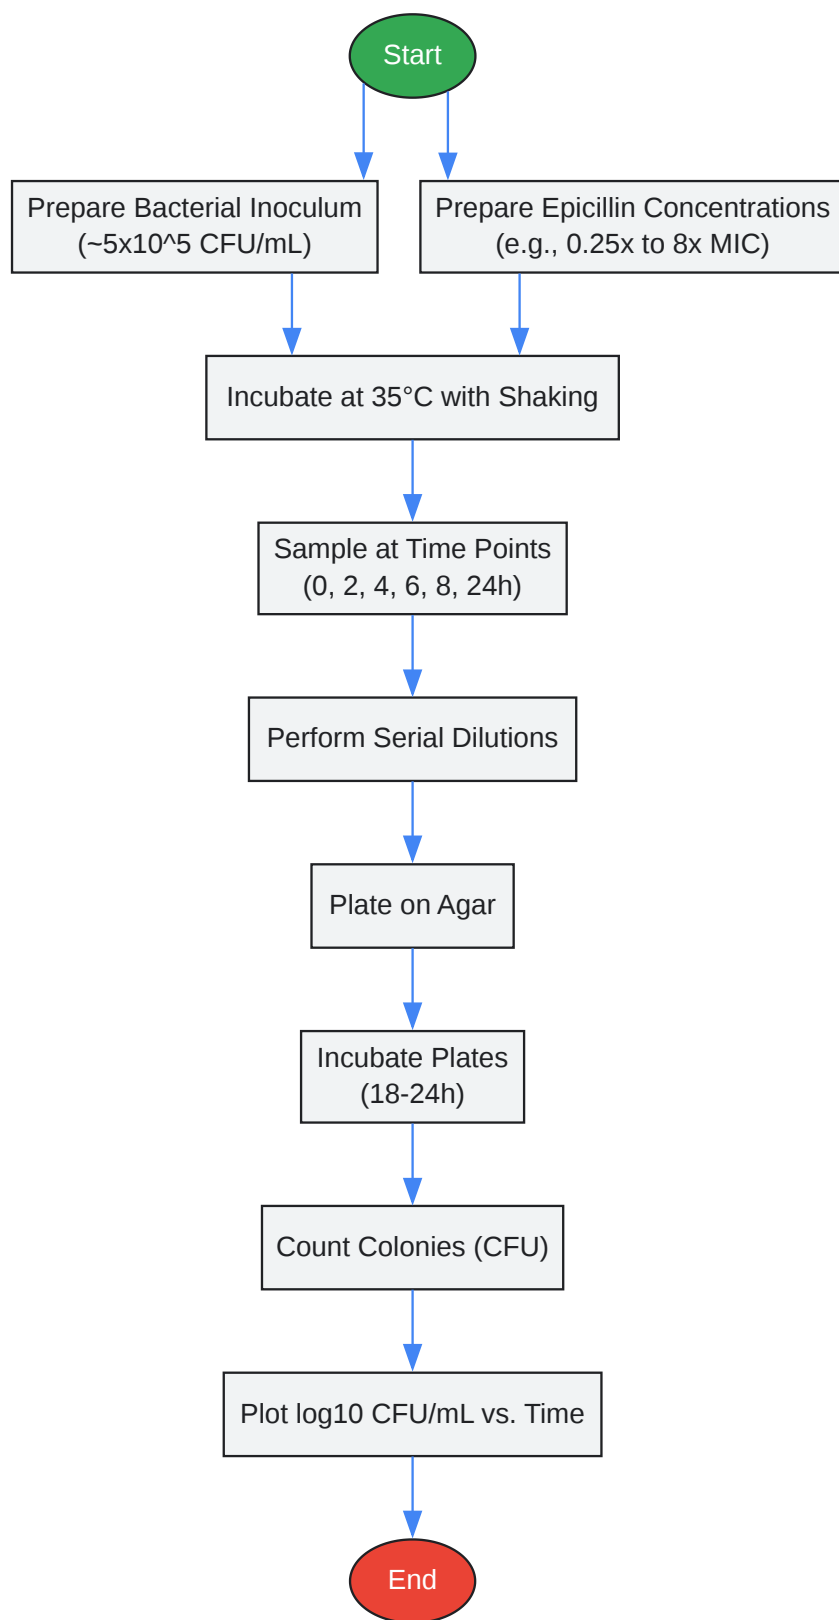 Start
Prepare Bacterial Inoculum
(~5x10^5 CFU/mL)
Prepare Epicillin Concentrations
(e.g., 0.25x to 8x MIC)
Incubate at 35°C with Shaking
Sample at Time Points
(0, 2, 4, 6, 8, 24h)
Perform Serial Dilutions
Plate on Agar
Incubate Plates
(18-24h)
Count Colonies (CFU)
Plot log10 CFU/mL vs. Time
End